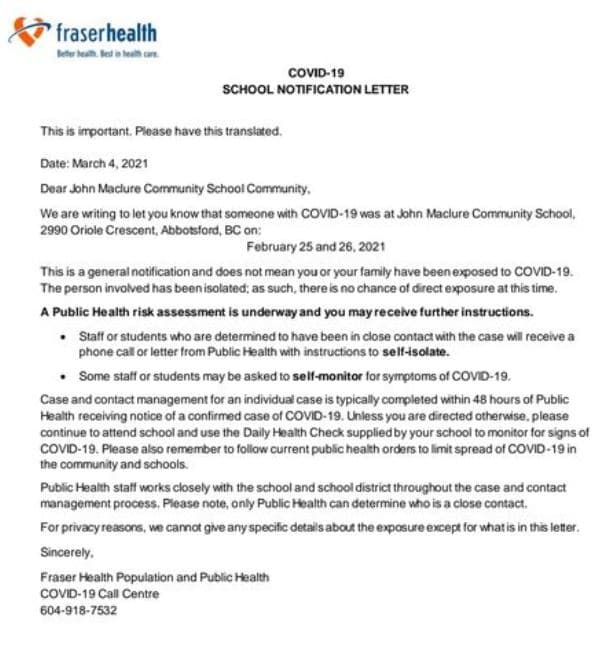 fraserhealth
Better health. Best in health care.
COVID-19
SCHOOL NOTIFICATION LETTER
This is important. Please have this translated.
Date: March 4, 2021
Dear John Maclure Community School Community,
We are writing to let you know that someone with COVID-19 was at John Maclure Community School,
2990 Oriole Crescent, Abbotsford, BC on:
February 25 and 26, 2021
This is a general notification and does not mean you or your family have been exposed to COVID-19.
The person involved has been isolated; as such, there is no chance of direct exposure at this time.
A Public Health risk assessment is underway and you may receive further instructions.
• Staff or students who are determined to have been in close contact with the case will receive a
phone call or letter from Public Health with instructions to self-isolate.
• Some staff or students may be asked to self-monitor for symptoms of COVID-19.
Case and contact management for an individual case is typically completed within 48 hours of Public
Health receiving notice of a confirmed case of COVID-19. Unless you are directed otherwise, please
continue to attend school and use the Daily Health Check supplied by your school to monitor for signs of
COVID-19. Please also remember to follow current public health orders to limit spread of COVID-19 in
the community and schools.
Public Health staff works closely with the school and school district throughout the case and contact
management process. Please note, only Public Health can determine who is a close contact.
For privacy reasons, we cannot give any specific details about the exposure except for what is in this letter.
Sincerely,
Fraser Health Population and Public Health
COVID-19 Call Centre
604-918-7532